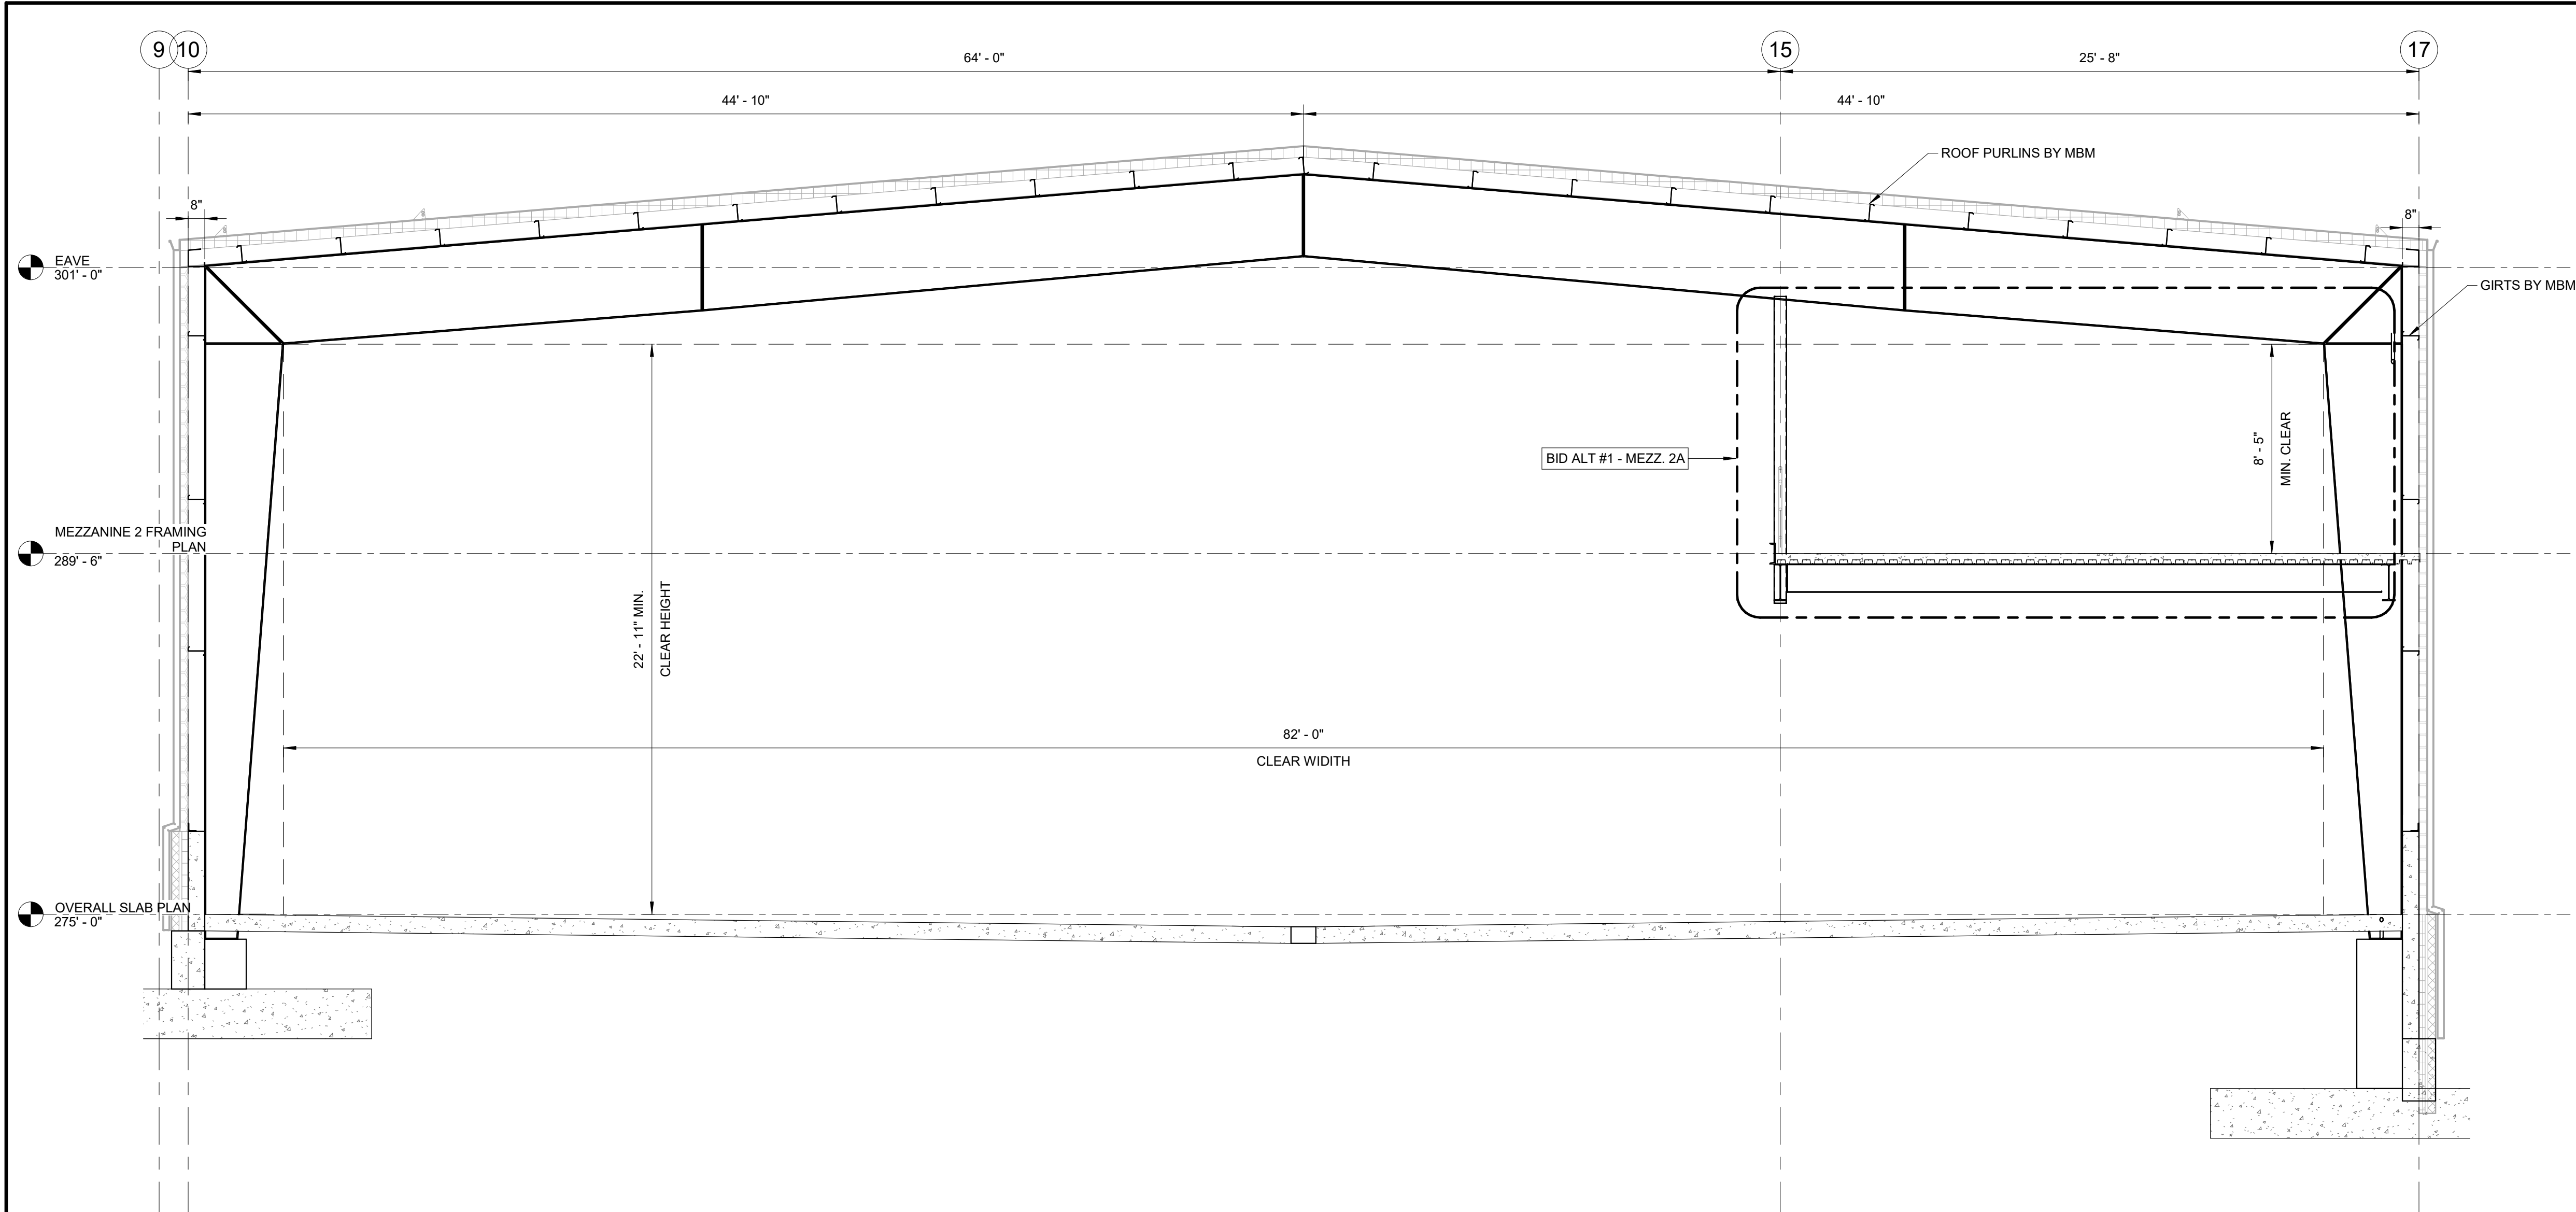 9
10
15
17
64' - 0"
25' - 8"
44' - 10"
44' - 10"
ROOF PURLINS BY MBM
8"
8"
EAVE
301' - 0"
GIRTS BY MBM
BID ALT #1 - MEZZ. 2A
8' - 5"
MIN. CLEAR
MEZZANINE 2 FRAMING
PLAN
289' - 6"
22' - 11" MIN.
CLEAR HEIGHT
82' - 0"
CLEAR WIDITH
OVERALL SLAB PLAN
275' - 0"